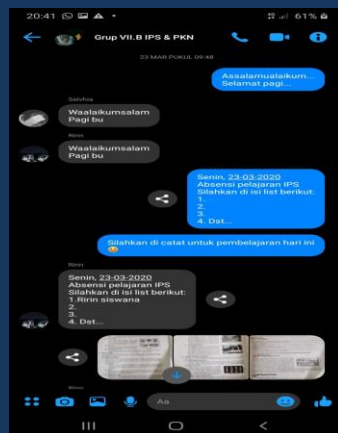 20:41 61%
Grup VII.B IPS & PKN
23 MAR PUKUL 09:48
Assalamualaikum...
Selamat pagi...
Selvhia
Waalaikumsalam
Pagi bu
Ririn
Waalaikumsalam
Pagi bu
Senin, 23-03-2020
Absensi pelajaran IPS
Silahkan di isi list berikut:
1.
2.
3.
4. Dst...
Silahkan di catat untuk pembelajaran hari ini
Ririn
Senin, 23-03-2020
Absensi pelajaran IPS
Silahkan di isi list berikut:
1.Ririn siswana
2.
3.
4. Dst...
Ririn
Aa